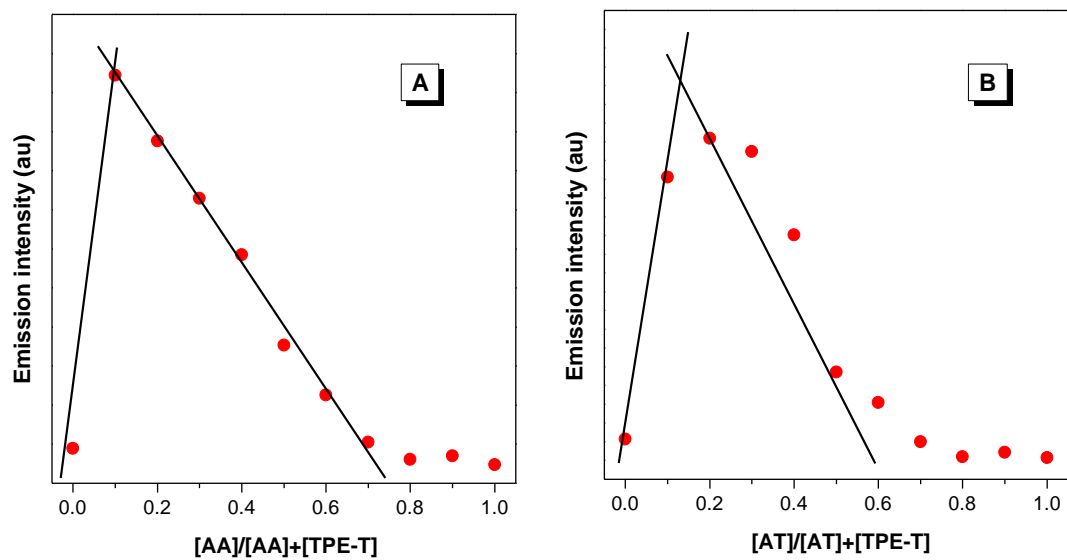 A
Emission intensity (au)
0.0 0.2 0.4 0.6 0.8 1.0
[AA]/[AA]+[TPE-T]
B
Emission intensity (au)
0.0 0.2 0.4 0.6 0.8 1.0
[AT]/[AT]+[TPE-T]